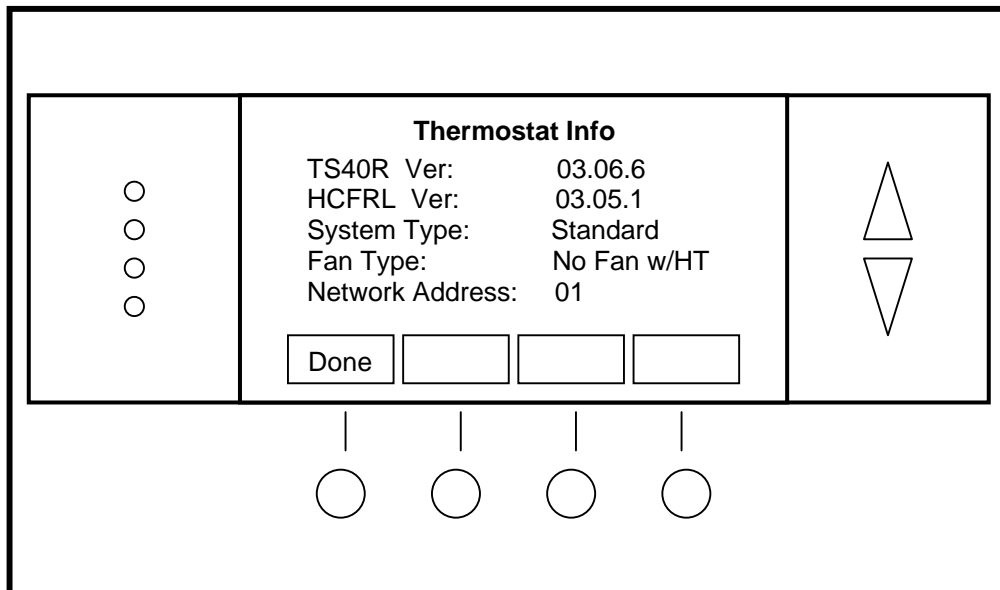 Thermostat Info
TS40R Ver: 03.06.6
HCFRL Ver: 03.05.1
System Type: Standard
Fan Type: No Fan w/HT
Network Address: 01
Done